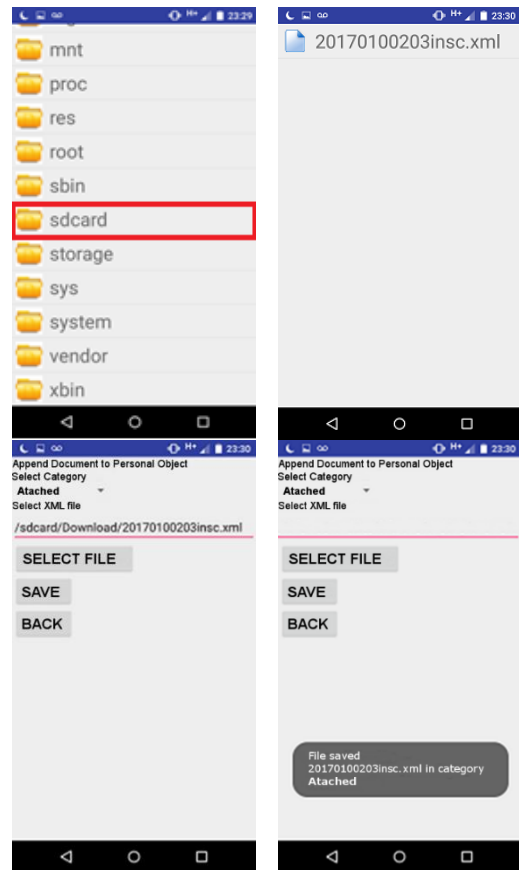 23:29
mnt
proc
res
root
sbin
sdcard
storage
sys
system
vendor
xbin
H+ 23:30
20170100203insc.xml
H+ 23:30
Append Document to Personal Object
Select Category
Atached
Select XML file
/sdcard/Download/20170100203insc.xml
SELECT FILE
SAVE
BACK
H+ 23:30
Append Document to Personal Object
Select Category
Atached
Select XML file
SELECT FILE
SAVE
BACK
File saved
20170100203insc.xml in category
Atached